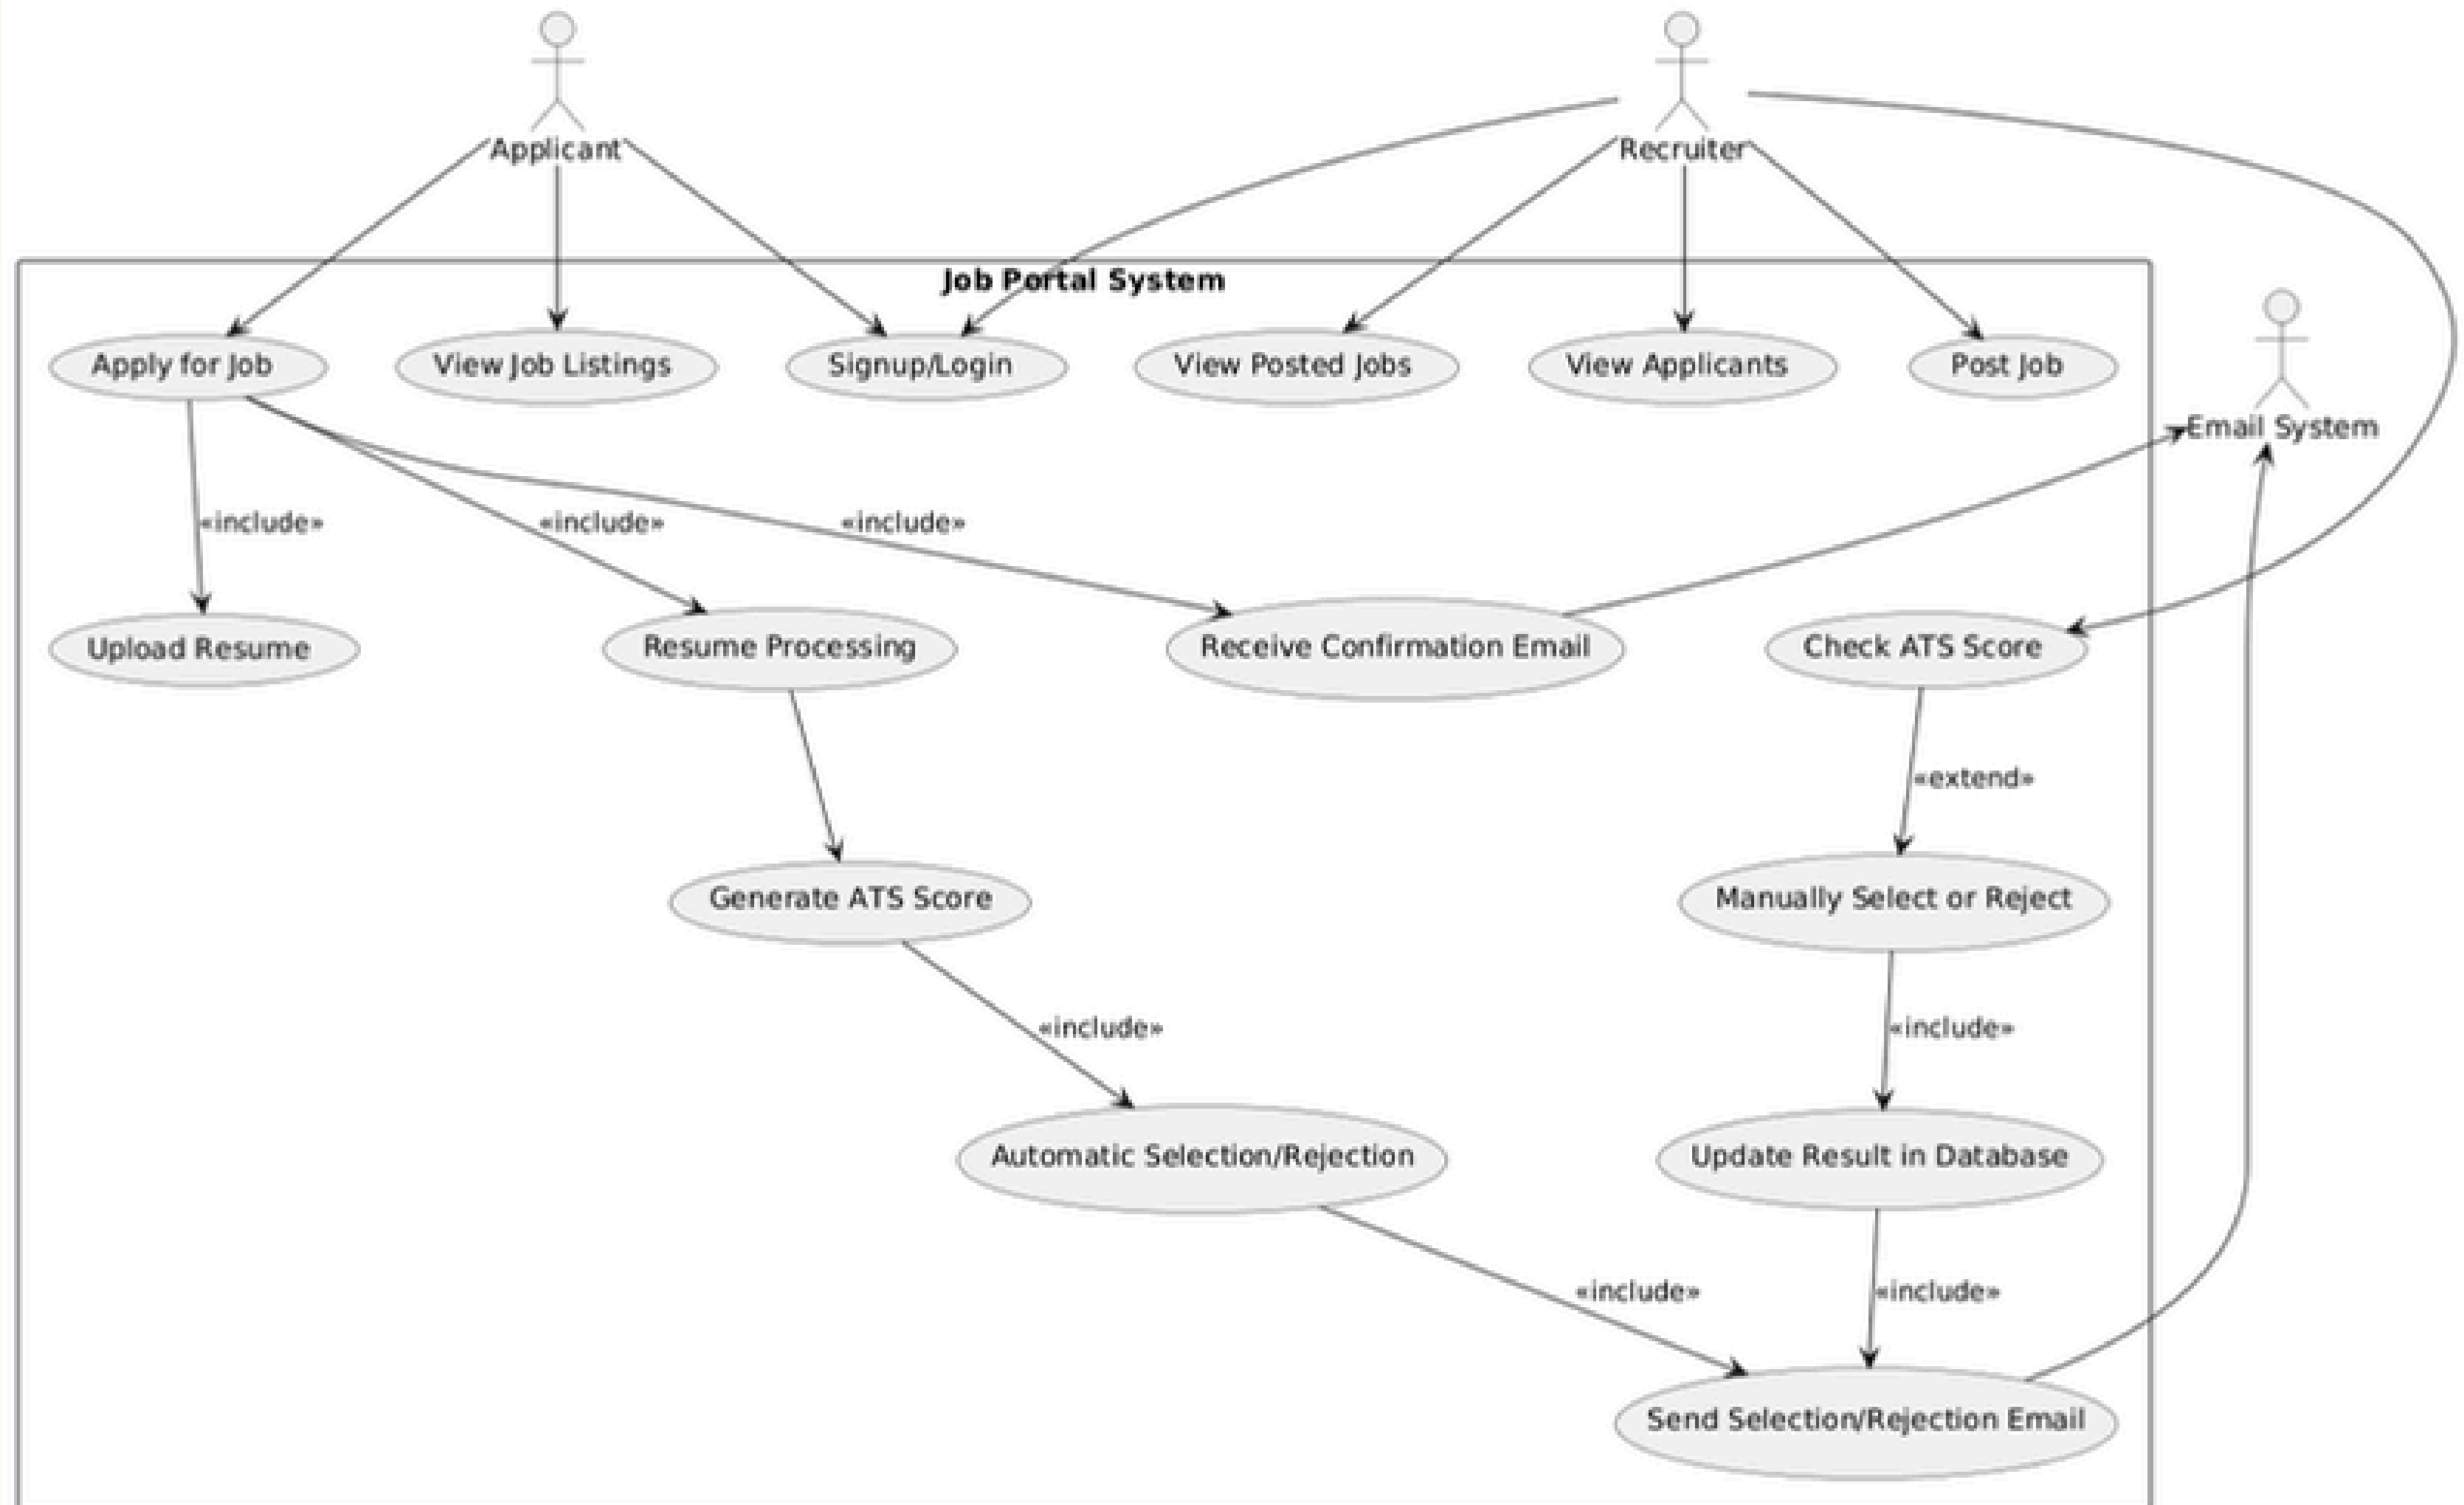 Applicant
Recruiter
Job Portal System
Apply for Job
View Job Listings
Signup/Login
View Posted Jobs
View Applicants
Post Job
Email System
«include»
«include»
«include»
Upload Resume
Resume Processing
Receive Confirmation Email
Check ATS Score
«extend»
Generate ATS Score
Manually Select or Reject
«include»
«include»
Automatic Selection/Rejection
Update Result in Database
«include»
«include»
Send Selection/Rejection Email